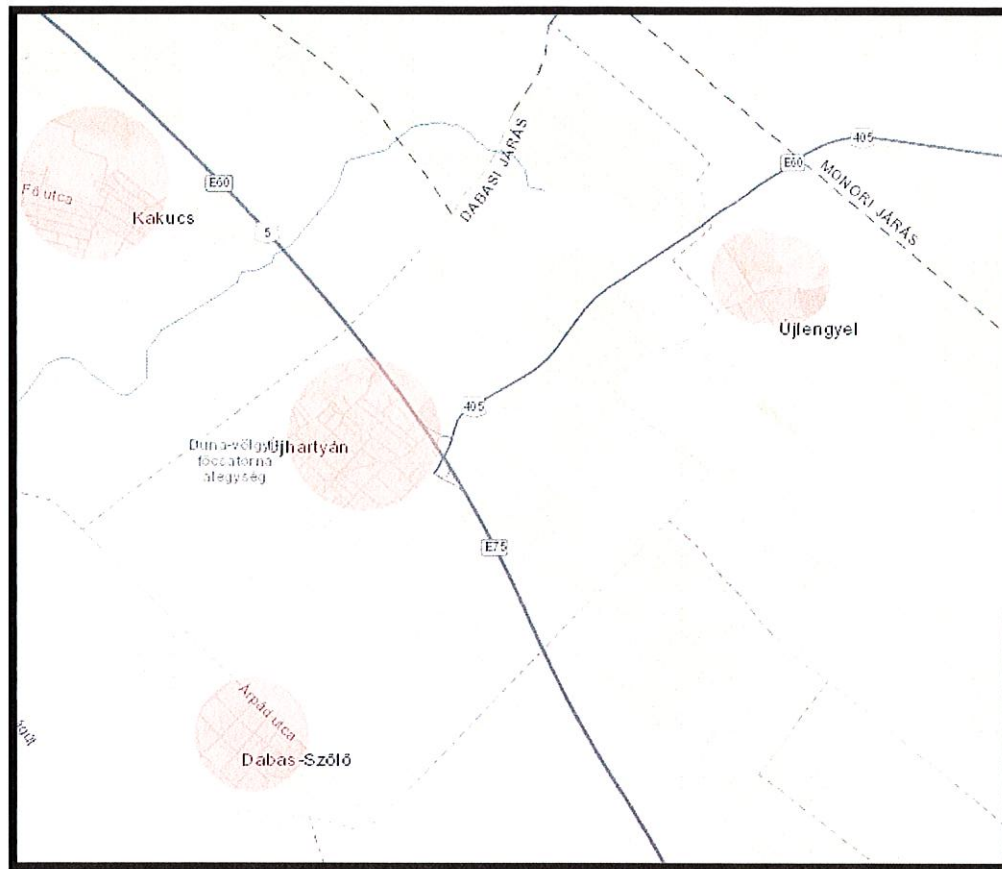 405
E60
MONORI JÁRÁS
DABASI JÁRÁS
E60
Fő utca
Kakucs
5
Újlengyel
405
Újhartyán
Duna-völgyi
főcsatorna
alegység
E75
Árpád utca
Dabas-Szőlő